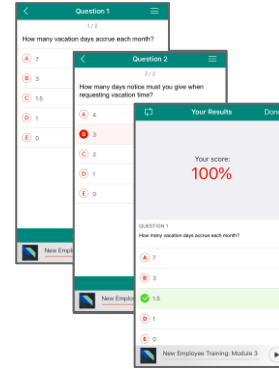 Question 1
1 / 2
How many vacation days accrue each month?
A 7
B 3
C 1.5
D 1
E 0
New Empl
Question 2
2 / 2
How many days notice must you give when
requesting vacation time?
A 4
B 3
C 2
D 1
E 0
New Emplo
Your Results
Done
Your score:
100%
QUESTION 1
How many vacation days accrue each month?
A 7
B 3
1.5
D 1
E 0
New Employee Training: Module 3